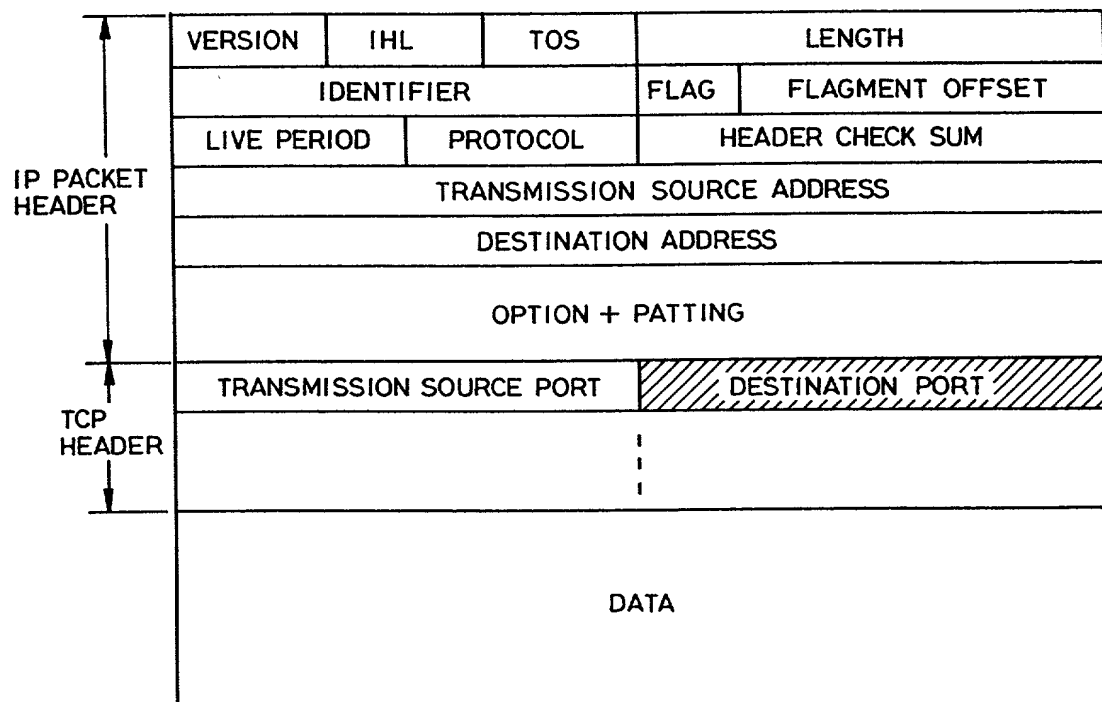 VERSION IHL TOS LENGTH
IDENTIFIER FLAG FLAGMENT OFFSET
LIVE PERIOD PROTOCOL HEADER CHECK SUM
IP PACKET
HEADER
TRANSMISSION SOURCE ADDRESS
DESTINATION ADDRESS
OPTION + PATTING
TRANSMISSION SOURCE PORT DESTINATION PORT
TCP
HEADER
DATA